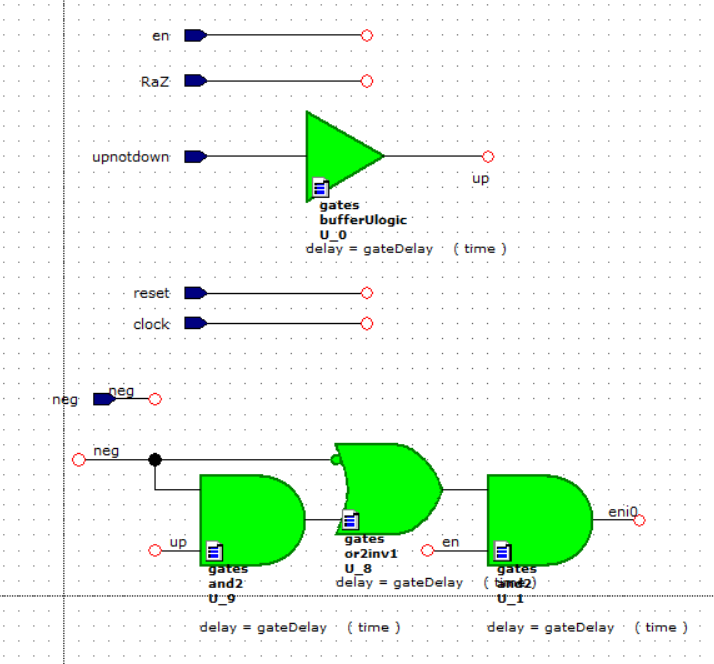 en
RaZ
upnotdown
up
gates
bufferUlogic
U_0
delay = gateDelay ( time )
reset
clock
neg
neg
neg
up
en
eni0
gates
or2inv1
U_8
delay = gateDelay ( time )
gates
and2
U_9
delay = gateDelay ( time )
gates
and2
U_1
delay = gateDelay ( time )